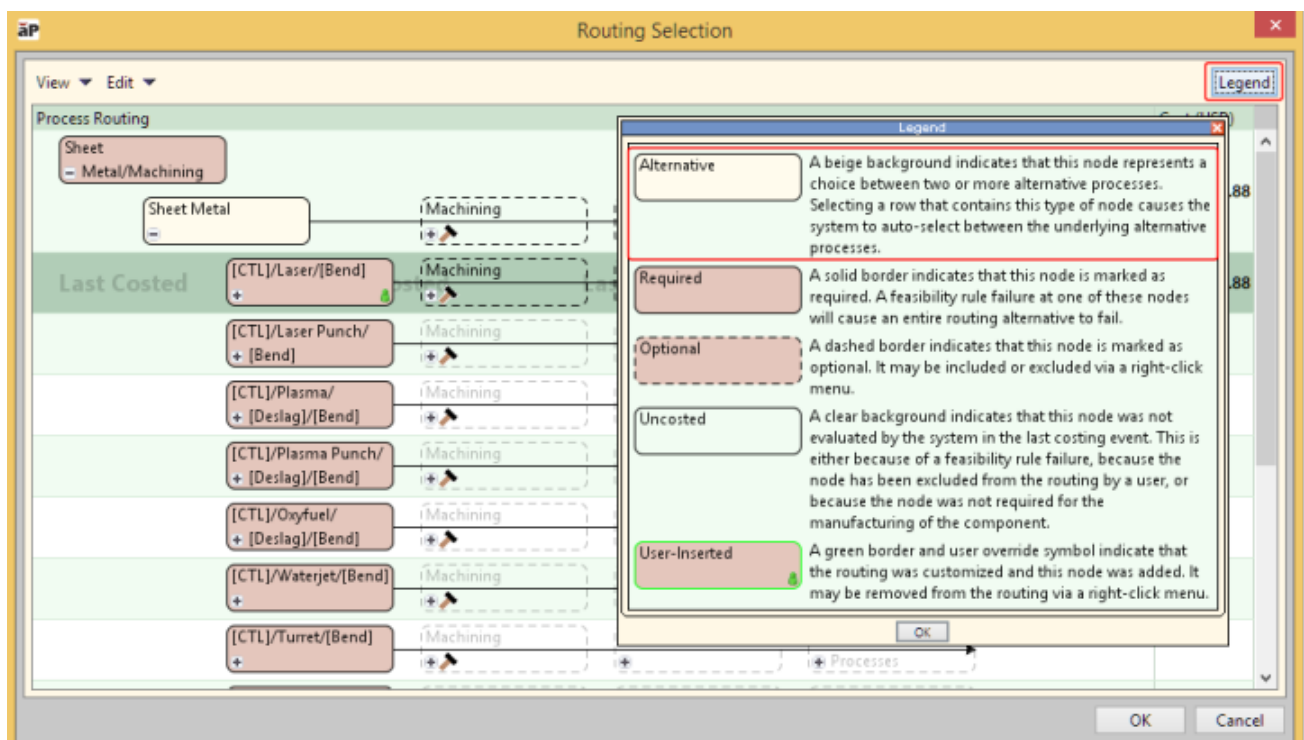 aP
Routing Selection
View Edit
Legend
Process Routing
Sheet
Metal/Machining
.88
Sheet Metal
Machining
Last Costed
[CTL]/Laser/[Bend]
Machining
.88
[CTL]/Laser Punch/
[Bend]
Machining
[CTL]/Plasma/
[Deslag]/[Bend]
Machining
[CTL]/Plasma Punch/
[Deslag]/[Bend]
Machining
[CTL]/Oxyfuel/
[Deslag]/[Bend]
Machining
[CTL]/Waterjet/[Bend]
Machining
[CTL]/Turret/[Bend]
Machining
Processes
Legend
Alternative
A beige background indicates that this node represents a
choice between two or more alternative processes.
Selecting a row that contains this type of node causes the
system to auto-select between the underlying alternative
processes.
Required
A solid border indicates that this node is marked as
required. A feasibility rule failure at one of these nodes
will cause an entire routing alternative to fail.
Optional
A dashed border indicates that this node is marked as
optional. It may be included or excluded via a right-click
menu.
Uncosted
A clear background indicates that this node was not
evaluated by the system in the last costing event. This is
either because of a feasibility rule failure, because the
node has been excluded from the routing by a user, or
because the node was not required for the
manufacturing of the component.
User-Inserted
A green border and user override symbol indicate that
the routing was customized and this node was added. It
may be removed from the routing via a right-click menu.
OK
OK
Cancel